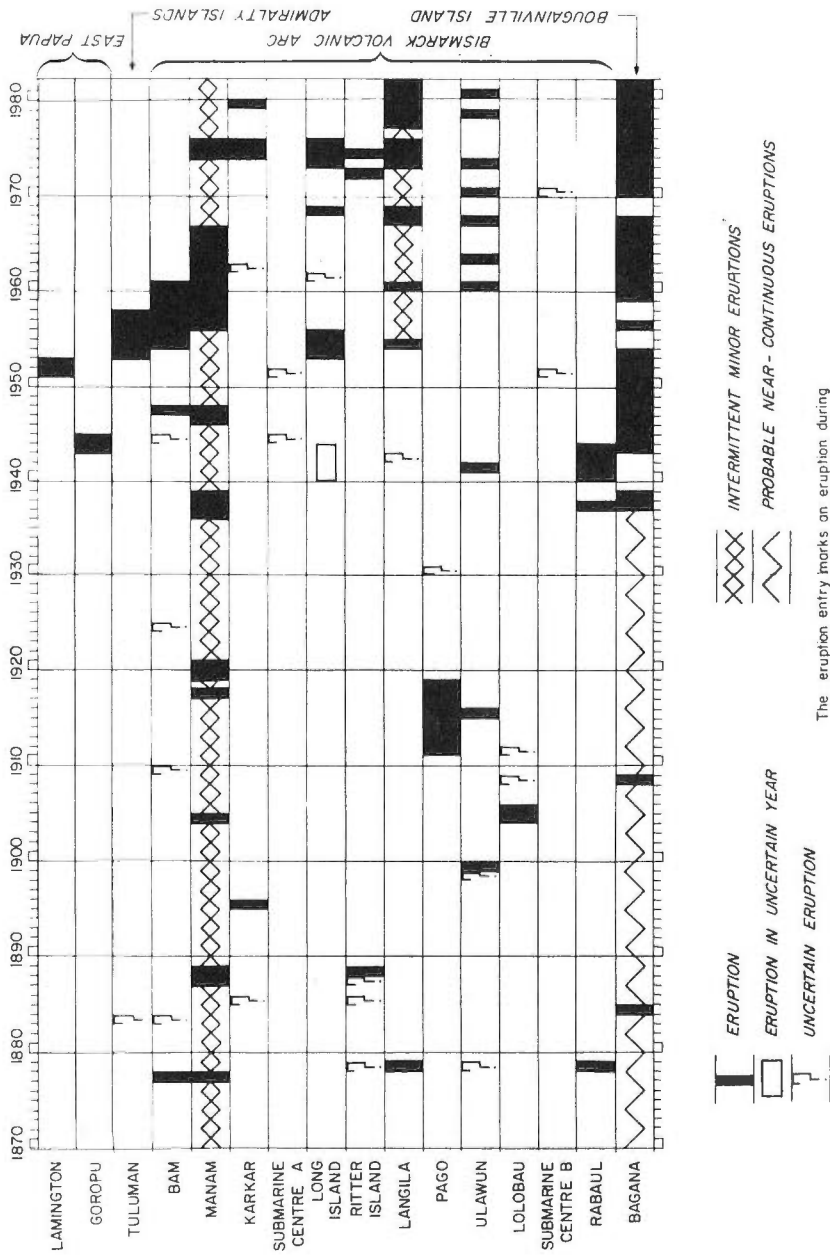 1870 1880 1890 1900 1910 1920 1930 1940 1950 1960 1970 1980
LAMINGTON
GOROPU
TULUMAN
BAM
MANAM
KARKAR
SUBMARINE
CENTRE A
LONG
ISLAND
RITTER
ISLAND
LANGILA
PAGO
ULAWUN
LOLOBAU
SUBMARINE
CENTRE B
RABAUL
BAGANA
EAST PAPUA
ADMIRALTY ISLANDS
BISMARCK VOLCANIC ARC
BOUGAINVILLE ISLAND
ERUPTION
ERUPTION IN UNCERTAIN YEAR
UNCERTAIN ERUPTION
INTERMITTENT MINOR ERUPTIONS
PROBABLE NEAR-CONTINUOUS ERUPTIONS
The eruption entry marks an eruption during